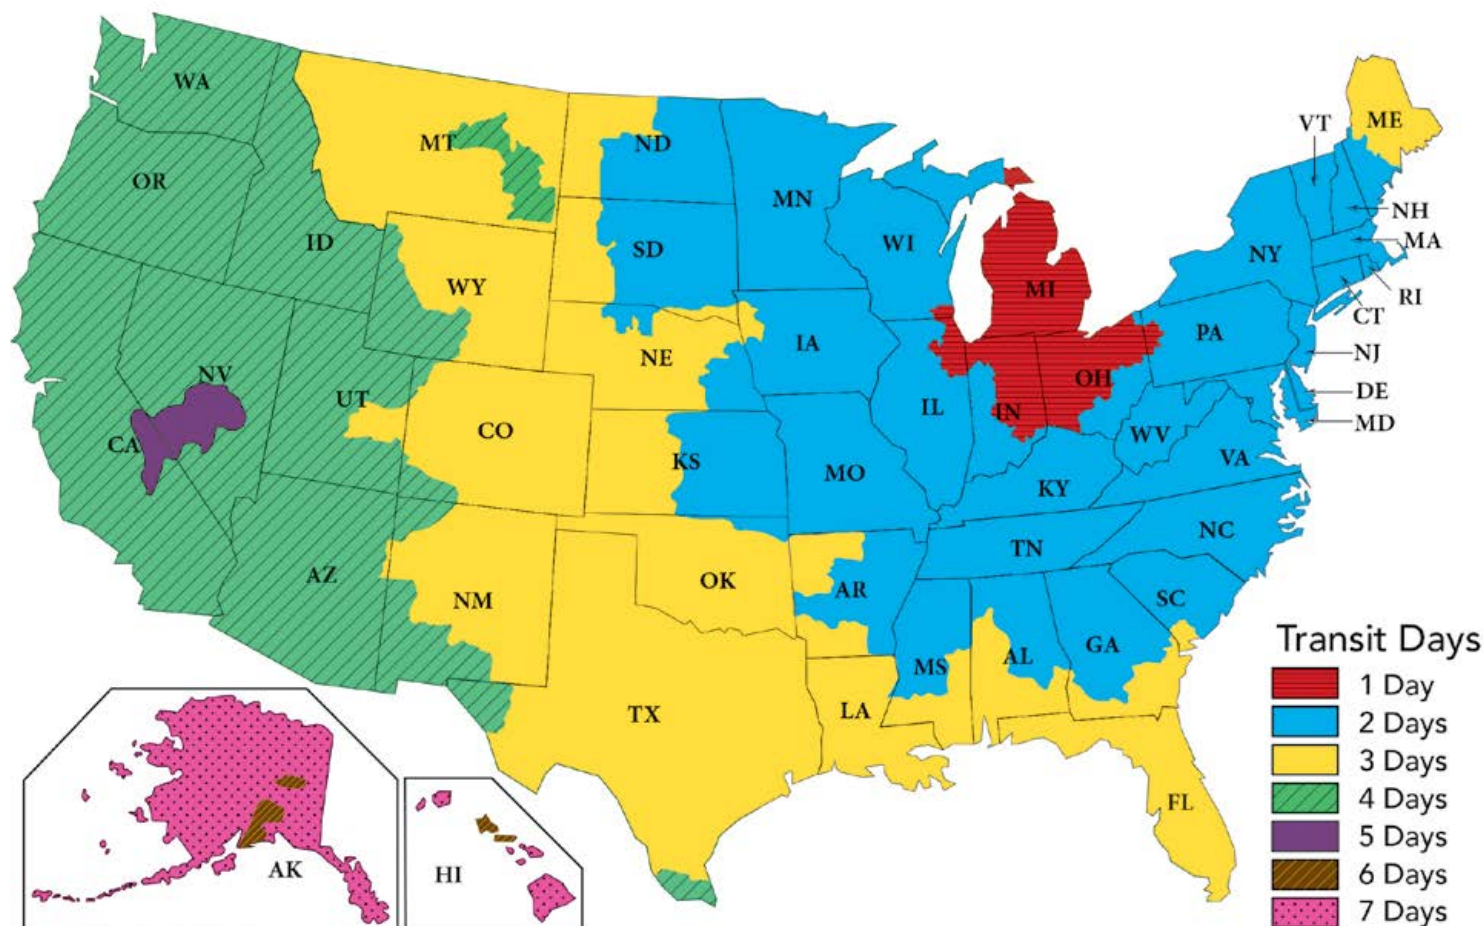 WA
MT
ND
MN
VT
ME
OR
ID
SD
WI
NH
MA
NY
WY
MI
RI
CT
NE
IA
PA
NJ
NV
UT
OH
DE
CO
IL
IN
MD
CA
KS
MO
WV
VA
KY
NC
TN
AZ
NM
OK
AR
SC
MS
AL
GA
TX
LA
FL
AK
HI
Transit Days
1 Day
2 Days
3 Days
4 Days
5 Days
6 Days
7 Days